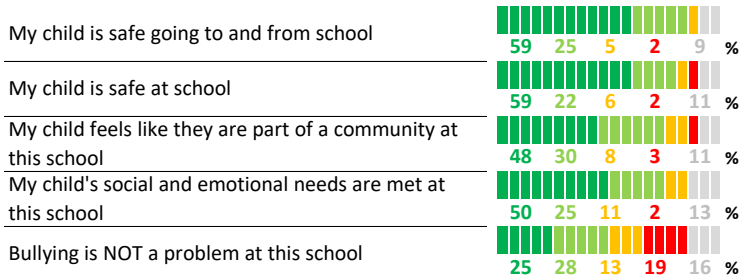 My child is safe going to and from school
59 25 5 2 9 %
My child is safe at school
59 22 6 2 11 %
My child feels like they are part of a community at
this school
48 30 8 3 11 %
My child's social and emotional needs are met at
this school
50 25 11 2 13 %
Bullying is NOT a problem at this school
25 28 13 19 16 %